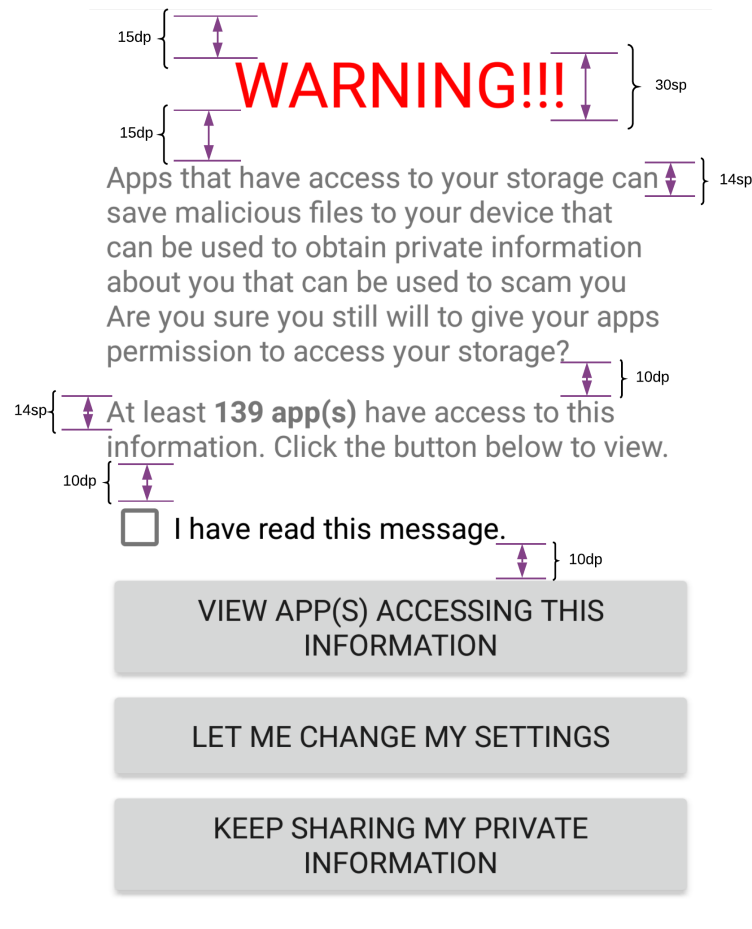 15dp
WARNING!!!
30sp
15dp
Apps that have access to your storage can
14sp
save malicious files to your device that
can be used to obtain private information
about you that can be used to scam you
Are you sure you still will to give your apps
permission to access your storage?
10dp
14sp
At least 139 app(s) have access to this
information. Click the button below to view.
10dp
I have read this message.
10dp
VIEW APP(S) ACCESSING THIS
INFORMATION
LET ME CHANGE MY SETTINGS
KEEP SHARING MY PRIVATE
INFORMATION